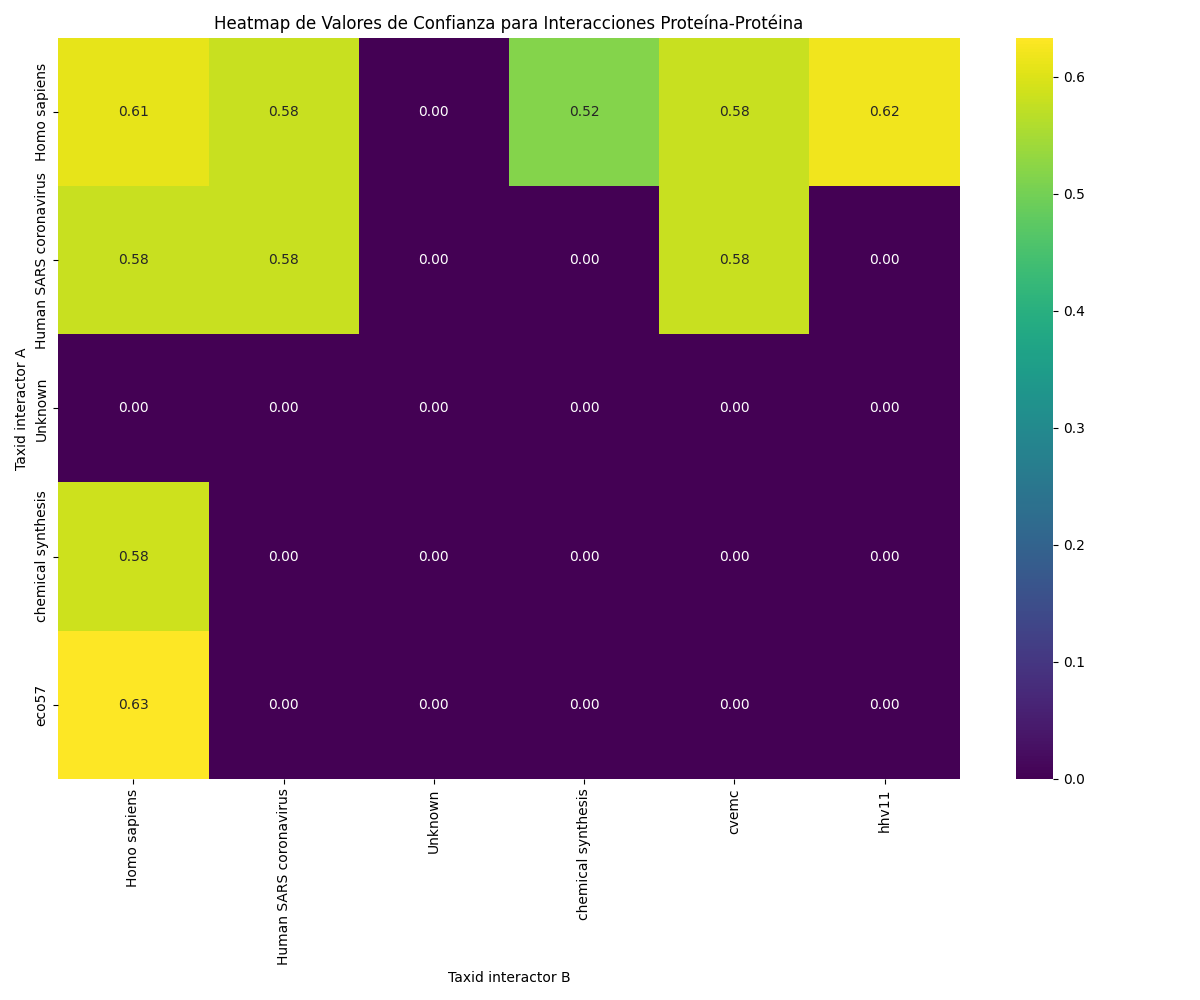 Heatmap de Valores de Confianza para Interacciones Proteína-Protéina
Taxid interactor A
Homo sapiens
0.61 0.58 0.00 0.52 0.58 0.62
Human SARS coronavirus
0.58 0.58 0.00 0.00 0.58 0.00
Unknown
0.00 0.00 0.00 0.00 0.00 0.00
chemical synthesis
0.58 0.00 0.00 0.00 0.00 0.00
eco57
0.63 0.00 0.00 0.00 0.00 0.00
Homo sapiens
Human SARS coronavirus
Unknown
chemical synthesis
cvemc
hhv11
Taxid interactor B
0.6
0.5
0.4
0.3
0.2
0.1
0.0